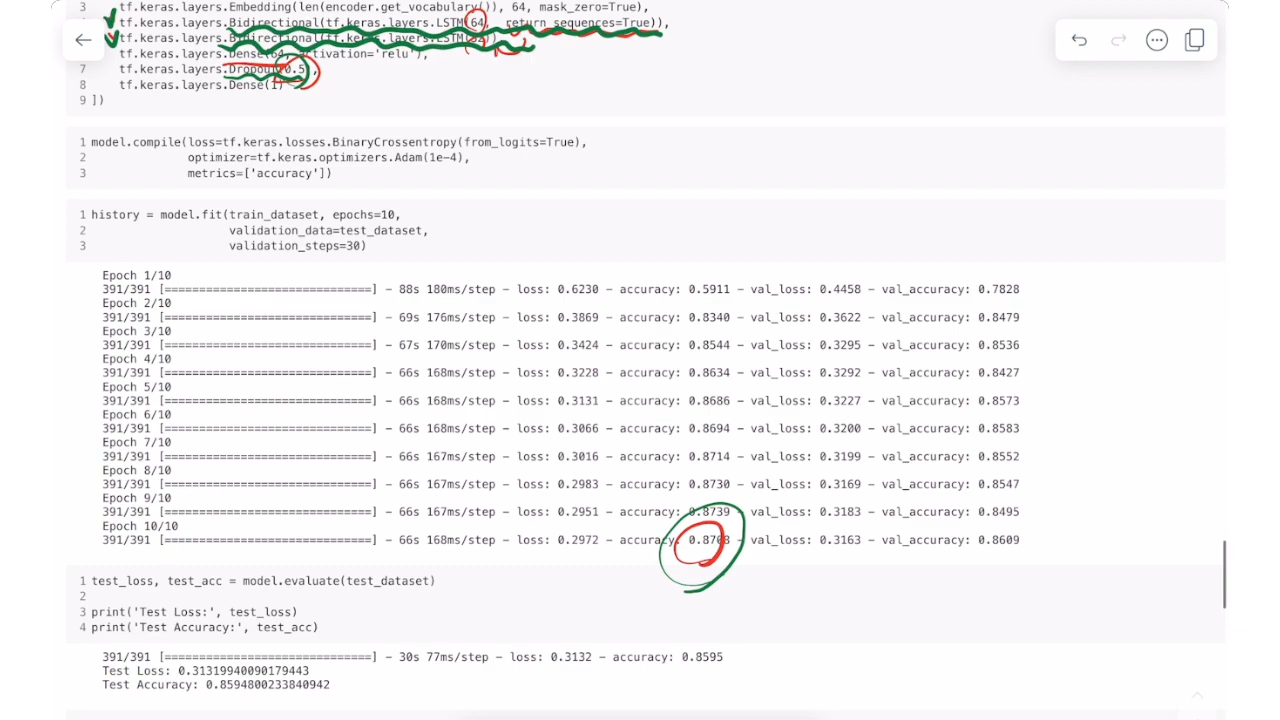 3 tf.keras.layers.Embedding(len(encoder.get_vocabulary()), 64, mask_zero=True),
tf.keras.layers.Bidirectional(tf.keras.layers.LSTM(64, return_sequences=True)),
tf.keras.layers.Bidirectional(tf.keras.layers.LSTM(32)),
tf.keras.layers.Dense(64, activation='relu'),
7 tf.keras.layers.Dropout(0.5),
8 tf.keras.layers.Dense(1)
9 ])
1 model.compile(loss=tf.keras.losses.BinaryCrossentropy(from_logits=True),
2 optimizer=tf.keras.optimizers.Adam(1e-4),
3 metrics=['accuracy'])
1 history = model.fit(train_dataset, epochs=10,
2 validation_data=test_dataset,
3 validation_steps=30)
Epoch 1/10
391/391 [==============================] - 88s 180ms/step - loss: 0.6230 - accuracy: 0.5911 - val_loss: 0.4458 - val_accuracy: 0.7828
Epoch 2/10
391/391 [==============================] - 69s 176ms/step - loss: 0.3869 - accuracy: 0.8340 - val_loss: 0.3622 - val_accuracy: 0.8479
Epoch 3/10
391/391 [==============================] - 67s 170ms/step - loss: 0.3424 - accuracy: 0.8544 - val_loss: 0.3295 - val_accuracy: 0.8536
Epoch 4/10
391/391 [==============================] - 66s 168ms/step - loss: 0.3228 - accuracy: 0.8634 - val_loss: 0.3292 - val_accuracy: 0.8427
Epoch 5/10
391/391 [==============================] - 66s 168ms/step - loss: 0.3131 - accuracy: 0.8686 - val_loss: 0.3227 - val_accuracy: 0.8573
Epoch 6/10
391/391 [==============================] - 66s 168ms/step - loss: 0.3066 - accuracy: 0.8694 - val_loss: 0.3200 - val_accuracy: 0.8583
Epoch 7/10
391/391 [==============================] - 66s 167ms/step - loss: 0.3016 - accuracy: 0.8714 - val_loss: 0.3199 - val_accuracy: 0.8552
Epoch 8/10
391/391 [==============================] - 66s 167ms/step - loss: 0.2983 - accuracy: 0.8730 - val_loss: 0.3169 - val_accuracy: 0.8547
Epoch 9/10
391/391 [==============================] - 66s 167ms/step - loss: 0.2951 - accuracy: 0.8739 - val_loss: 0.3183 - val_accuracy: 0.8495
Epoch 10/10
391/391 [==============================] - 66s 168ms/step - loss: 0.2972 - accuracy: 0.8708 - val_loss: 0.3163 - val_accuracy: 0.8609
1 test_loss, test_acc = model.evaluate(test_dataset)
2
3 print('Test Loss:', test_loss)
4 print('Test Accuracy:', test_acc)
391/391 [==============================] - 30s 77ms/step - loss: 0.3132 - accuracy: 0.8595
Test Loss: 0.31319940090179443
Test Accuracy: 0.8594800233840942